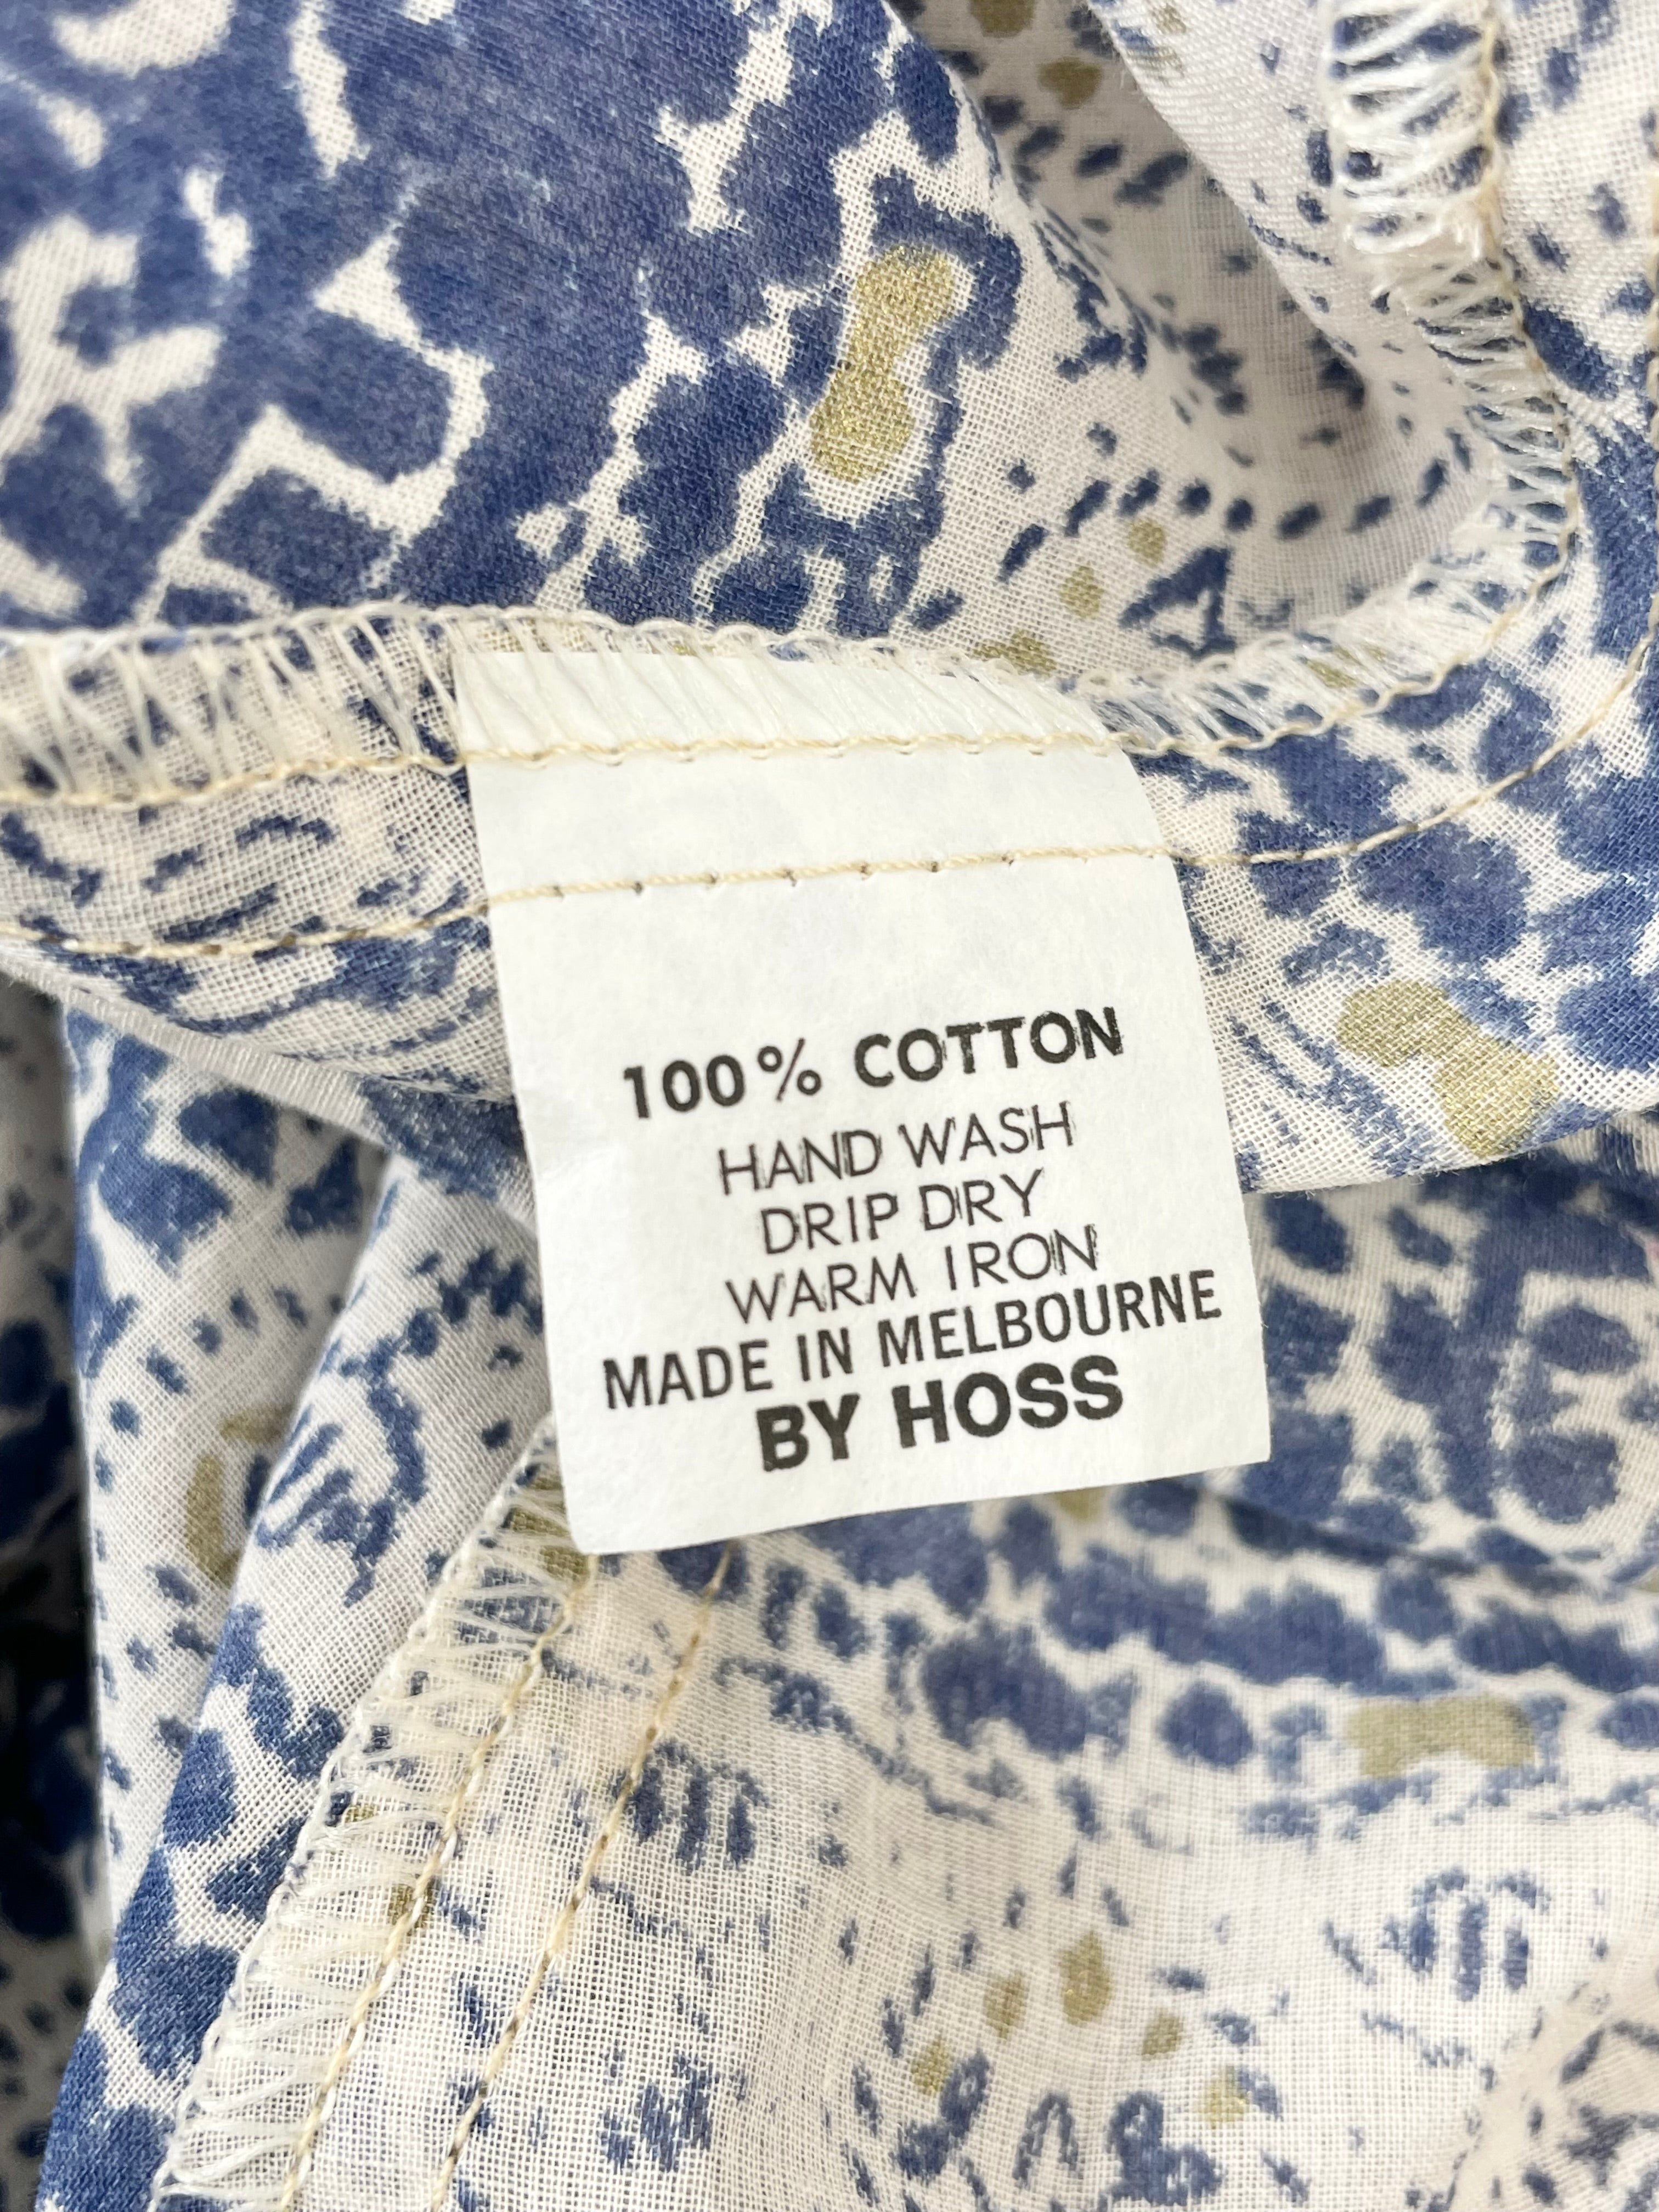 100% COTTON
HAND WASH
DRIP DRY
WARM IRON
MADE IN MELBOURNE
BY HOSS